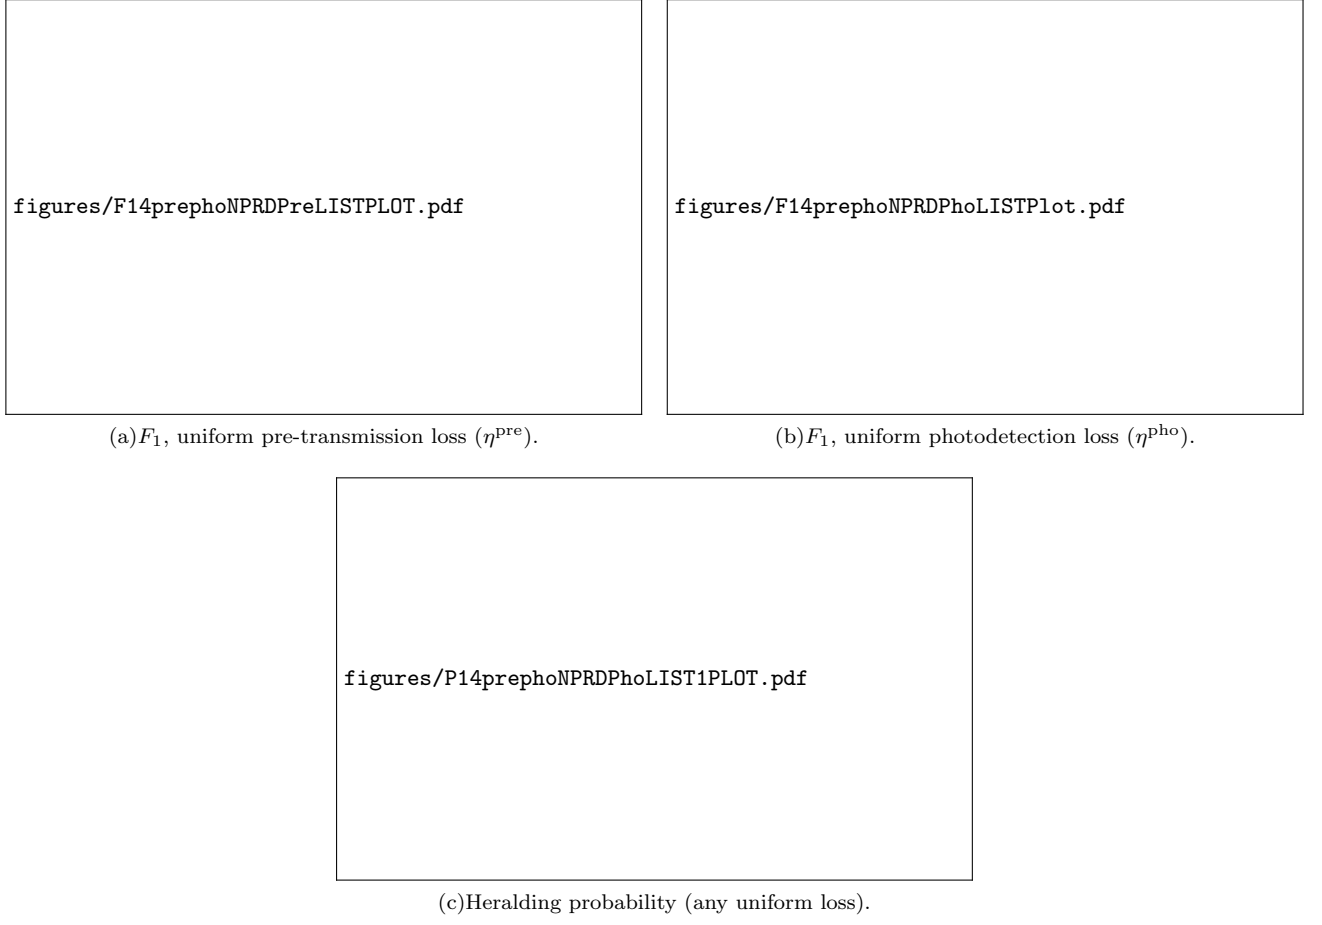 figures/F14prephoNPRDPreLISTPLOT.pdf
figures/F14prephoNPRDPhoLISTPlot.pdf
(a)F₁, uniform pre-transmission loss (ηᵖʳᵉ).
(b)F₁, uniform photodetection loss (ηᵖʰᵒ).
figures/P14prephoNPRDPhoLIST1PLOT.pdf
(c)Heralding probability (any uniform loss).